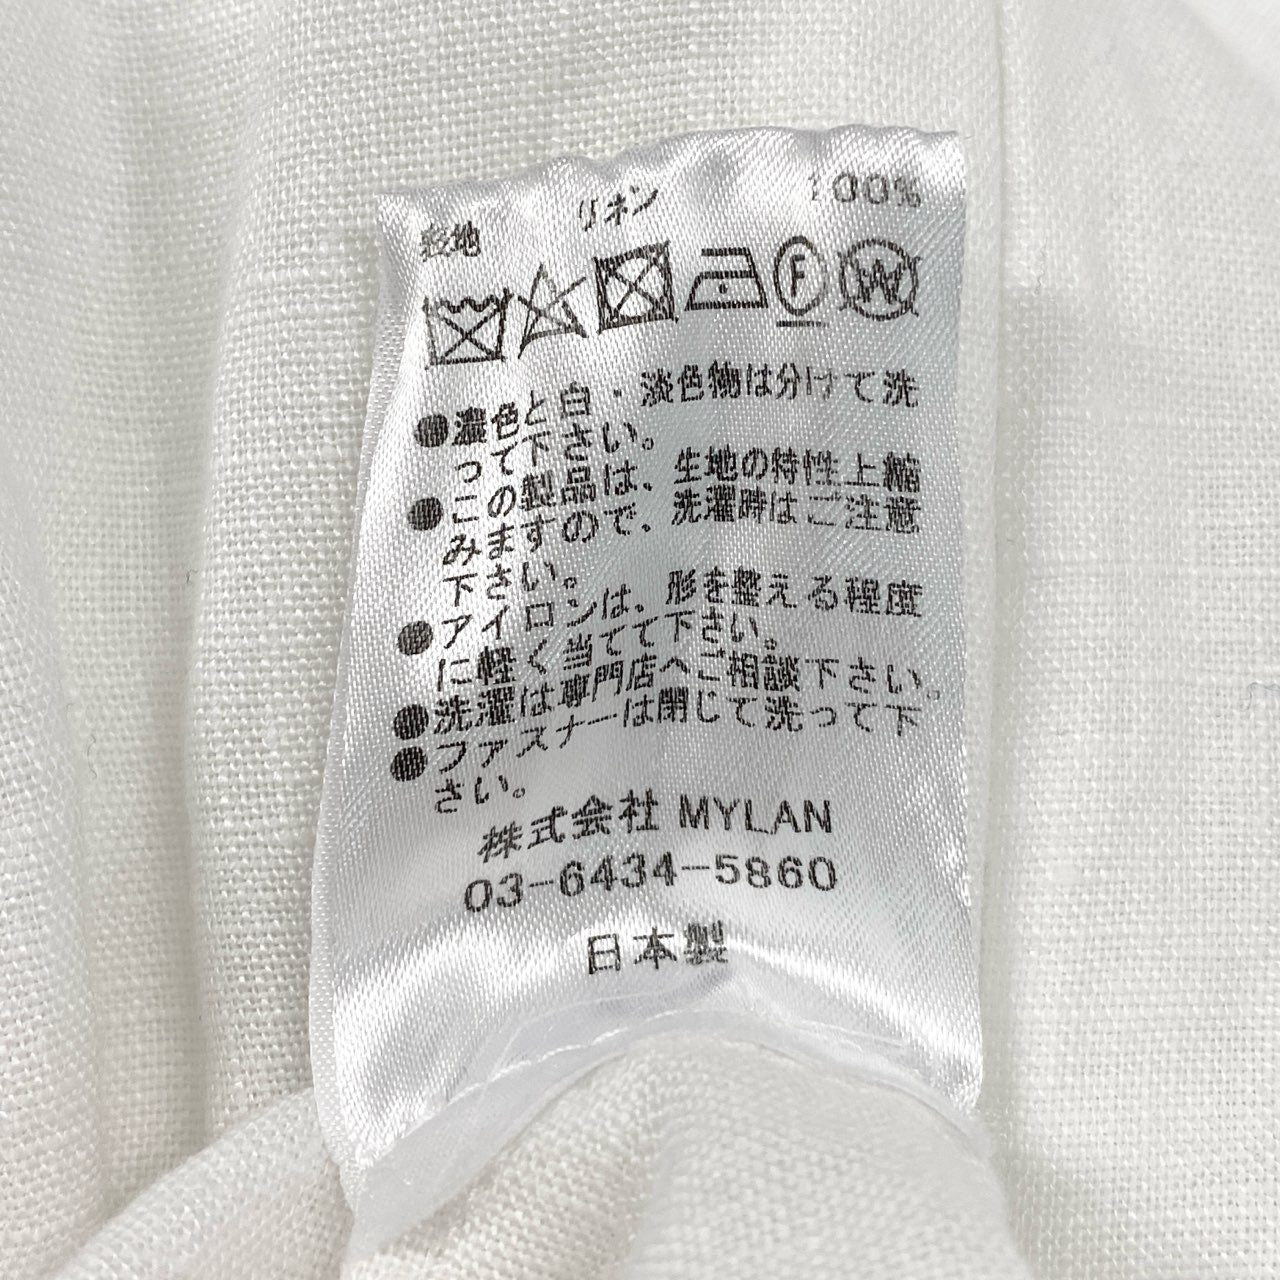 表地 リネン 100%
F W
●濃色と白・淡色物は分けて洗
って下さい。
●この製品は、生地の特性上縮
みますので、洗濯時はご注意
下さい。
●アイロンは、形を整える程度
に軽く当てて下さい。
●洗濯は専門店へご相談下さい。
●ファスナーは閉じて洗って下
さい。
株式会社 MYLAN
03-6434-5860
日本製